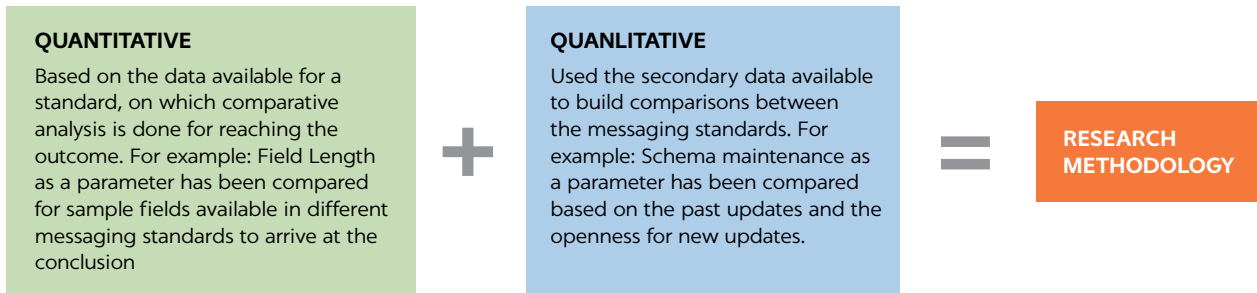 QUANTITATIVE
Based on the data available for a
standard, on which comparative
analysis is done for reaching the
outcome. For example: Field Length
as a parameter has been compared
for sample fields available in different
messaging standards to arrive at the
conclusion
+
QUANLITATIVE
Used the secondary data available
to build comparisons between
the messaging standards. For
example: Schema maintenance as
a parameter has been compared
based on the past updates and the
openness for new updates.
=
RESEARCH
METHODOLOGY